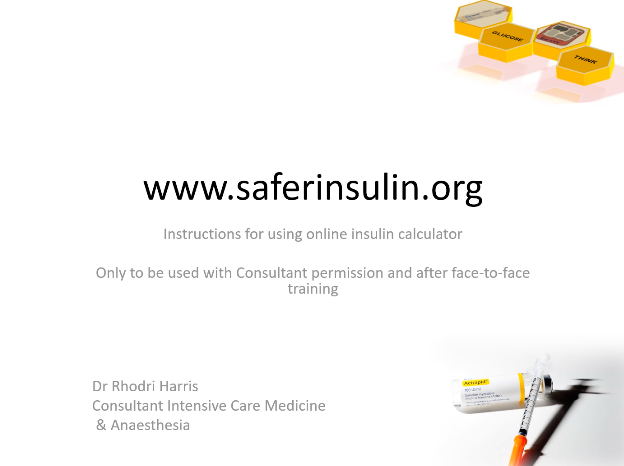 GLUCOSE
THINK
www.saferinsulin.org
Instructions for using online insulin calculator
Only to be used with Consultant permission and after face-to-face
training
Dr Rhodri Harris
Consultant Intensive Care Medicine
& Anaesthesia
Actrapid